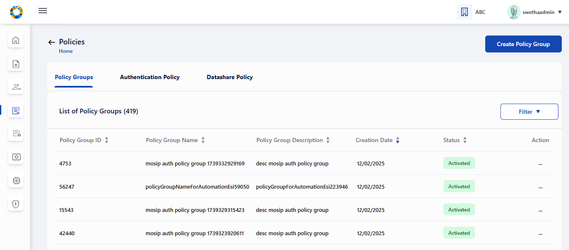 ABC
swethaadmin
Policies
Home
Create Policy Group
Policy Groups Authentication Policy Datashare Policy
List of Policy Groups (419)
Filter
Policy Group ID Policy Group Name Policy Group Description Creation Date Status Action
4753 mosip auth policy group 1739332929169 desc mosip auth policy group 12/02/2025 Activated ...
56247 policyGroupNameForAutomationEsi59050 policyGroupForAutomationEsi223946 12/02/2025 Activated ...
15543 mosip auth policy group 1739329315423 desc mosip auth policy group 12/02/2025 Activated ...
42440 mosip auth policy group 1739323920611 desc mosip auth policy group 12/02/2025 Activated ...